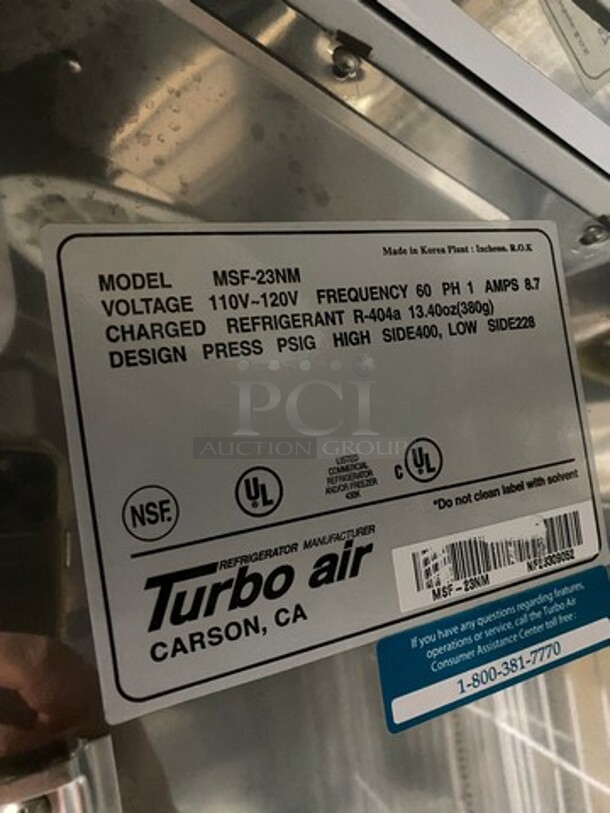 Made in Korea Plant : Incheon, R.O.K
MODEL MSF-23NM
VOLTAGE 110V~120V FREQUENCY 60 PH 1 AMPS 8.7
CHARGED REFRIGERANT R-404a 13.40oz(380g)
DESIGN PRESS PSIG HIGH SIDE400, LOW SIDE228
PCI
AUCTION GROUP
NSF.
UL
LISTED
COMMERCIAL
REFRIGERATOR
AND/OR FREEZER
439K
C UL
*Do not clean label with solvent
REFRIGERATOR MANUFACTURER
Turbo air
CARSON, CA
MSF-23NM
If you have any questions regarding features,
operations or service, call the Turbo Air
Consumer Assistance Center toll free :
1-800-381-7770